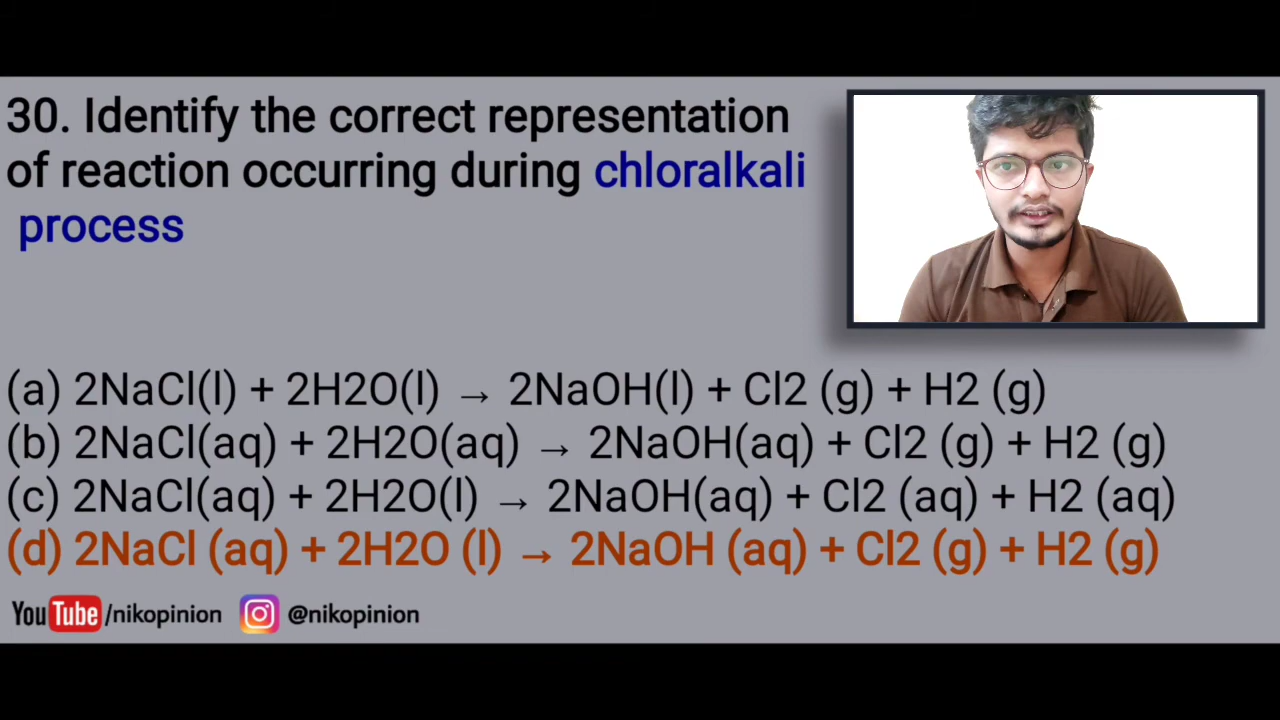 30. Identify the correct representation
of reaction occurring during chloralkali
process
(a) 2NaCl(l) + 2H2O(l) → 2NaOH(l) + Cl2 (g) + H2 (g)
(b) 2NaCl(aq) + 2H2O(aq) → 2NaOH(aq) + Cl2 (g) + H2 (g)
(c) 2NaCl(aq) + 2H2O(l) → 2NaOH(aq) + Cl2 (aq) + H2 (aq)
(d) 2NaCl (aq) + 2H2O (l) → 2NaOH (aq) + Cl2 (g) + H2 (g)
YouTube/nikopinion @nikopinion